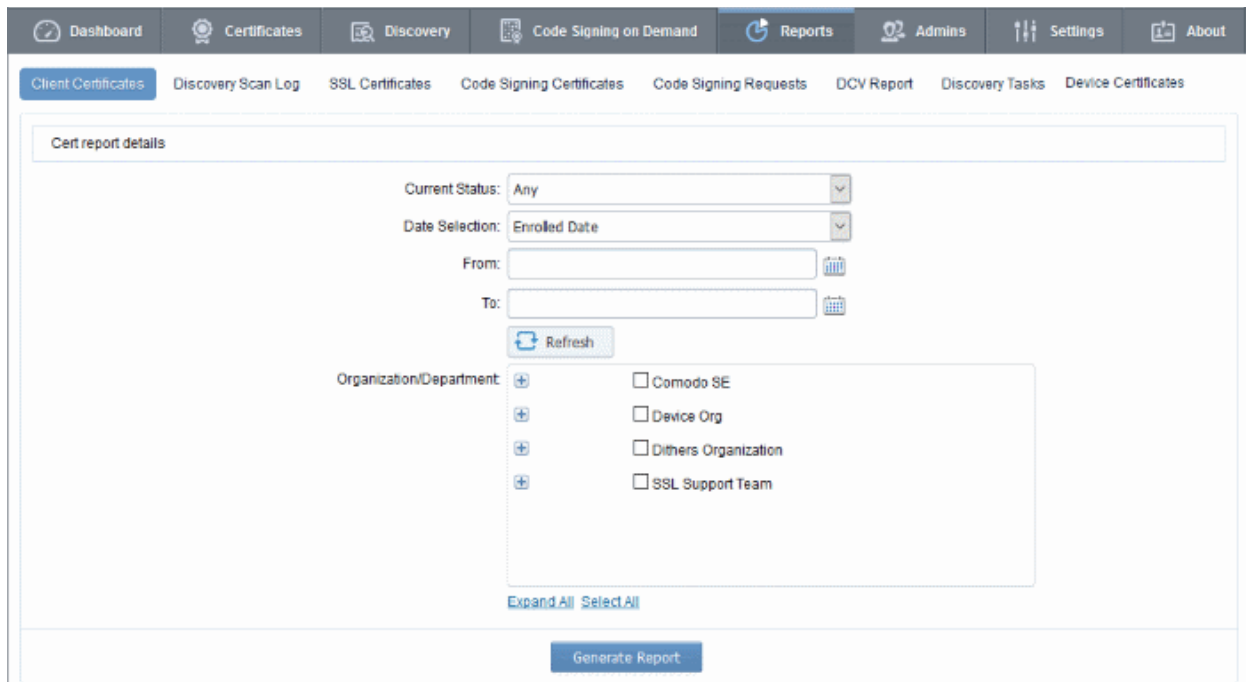 Dashboard Certificates Discovery Code Signing on Demand Reports Admins Settings About
Client Certificates Discovery Scan Log SSL Certificates Code Signing Certificates Code Signing Requests DCV Report Discovery Tasks Device Certificates
Cert report details
Current Status: Any
Date Selection: Enrolled Date
From:
To:
Refresh
Organization/Department:
Comodo SE
Device Org
Dithers Organization
SSL Support Team
Expand All Select All
Generate Report